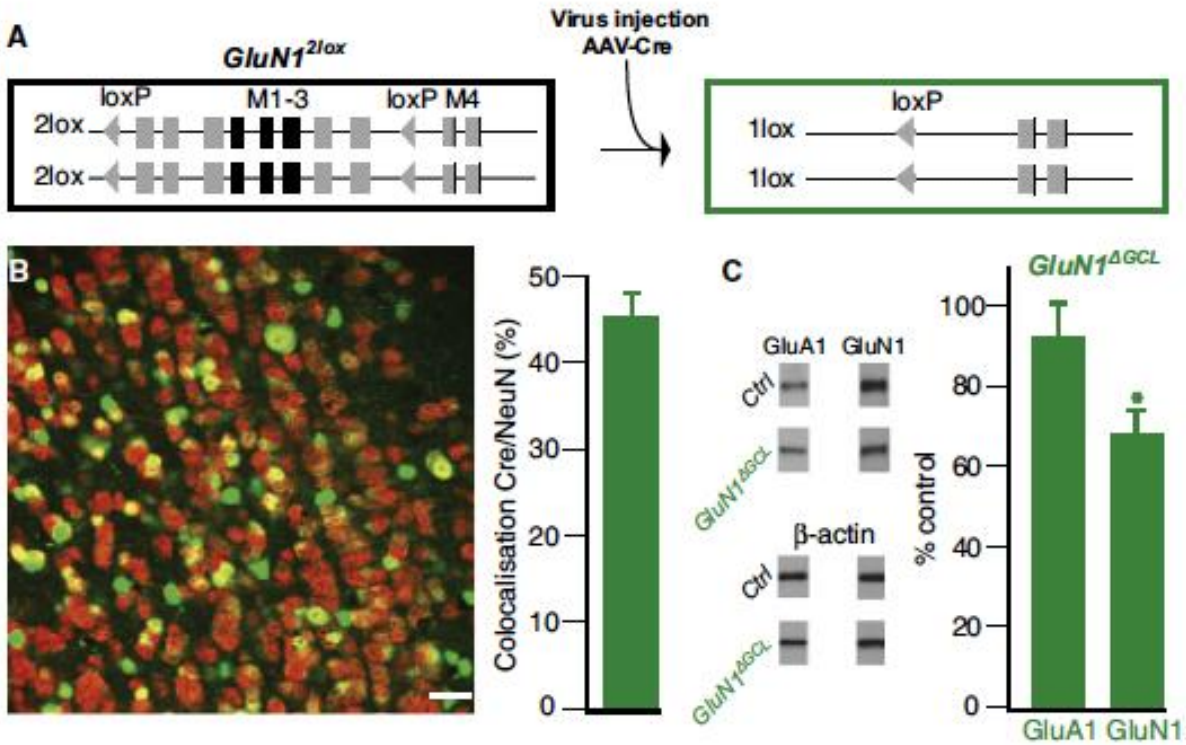 A
GluN1^2lox
Virus injection
AAV-Cre
loxP M1-3 loxP M4
2lox
2lox
loxP
1lox
1lox
B
Colocalisation Cre/NeuN (%)
50
40
30
20
10
0
C
GluA1 GluN1
Ctrl
GluN1^ΔGCL
β-actin
Ctrl
GluN1^ΔGCL
GluN1^ΔGCL
% control
100
80
*
60
40
20
0
GluA1 GluN1